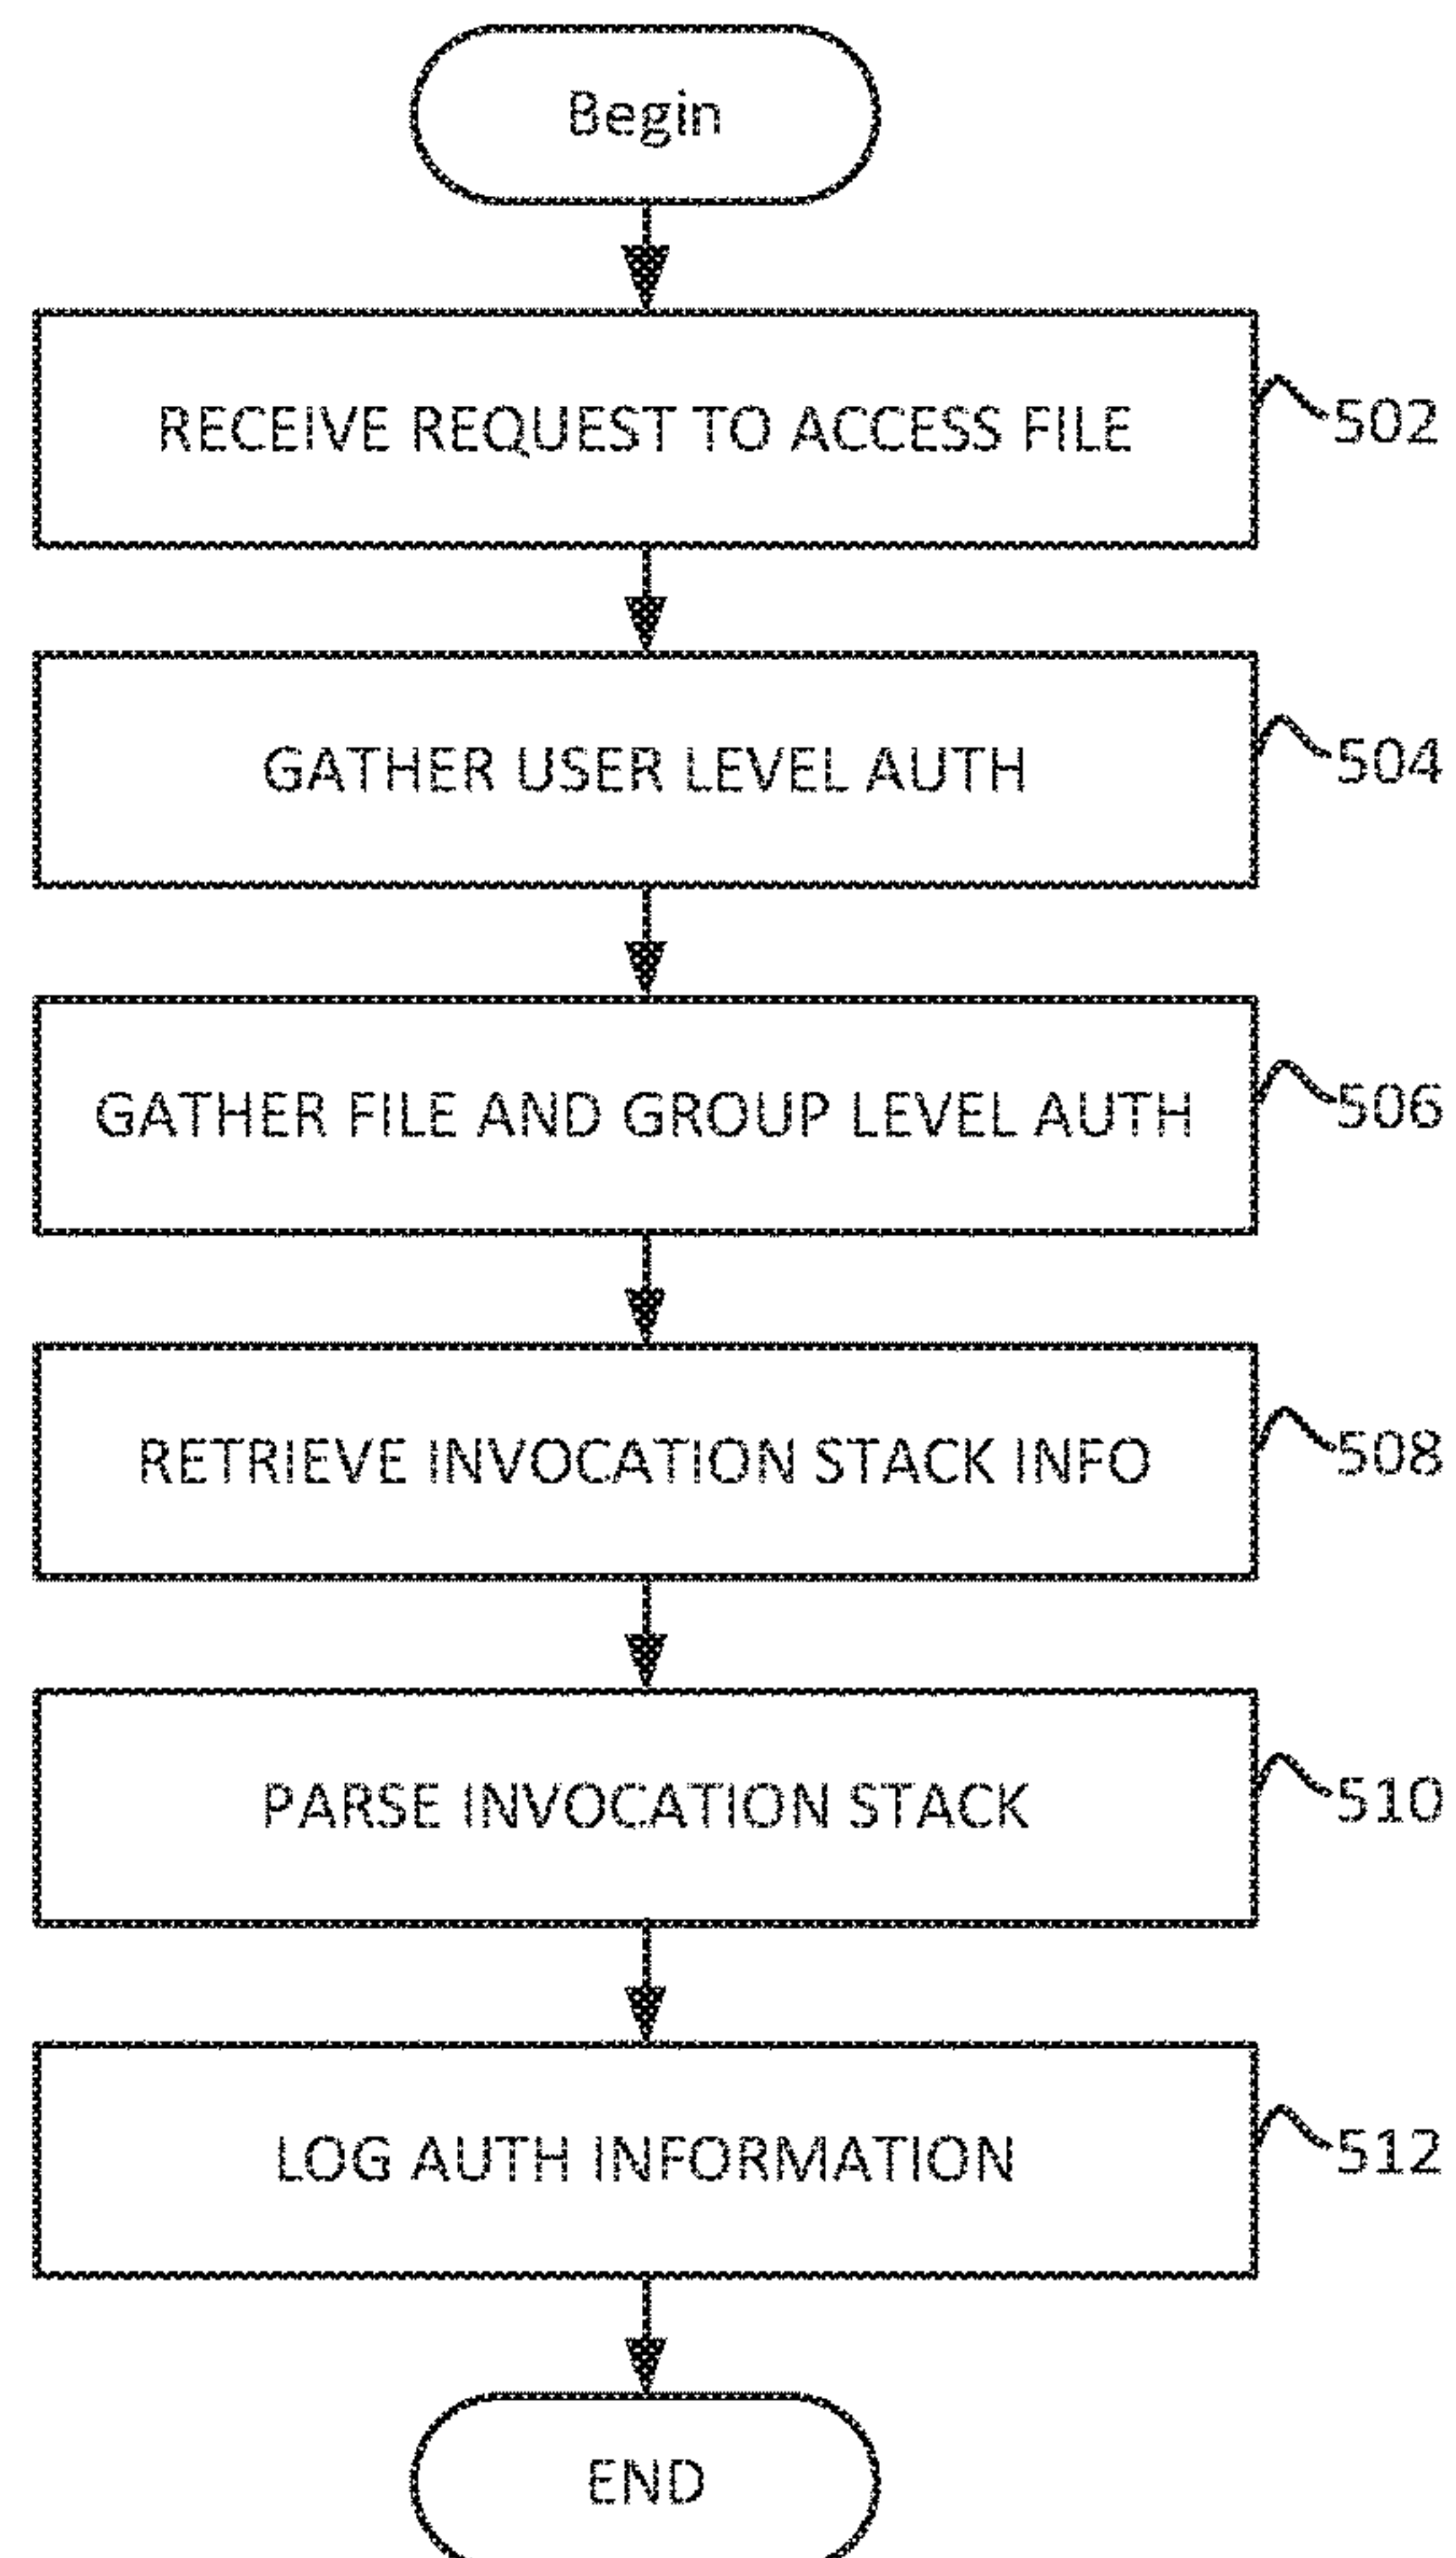 Begin
RECEIVE REQUEST TO ACCESS FILE
502
GATHER USER LEVEL AUTH
504
GATHER FILE AND GROUP LEVEL AUTH
506
RETRIEVE INVOCATION STACK INFO
508
PARSE INVOCATION STACK
510
LOG AUTH INFORMATION
512
END